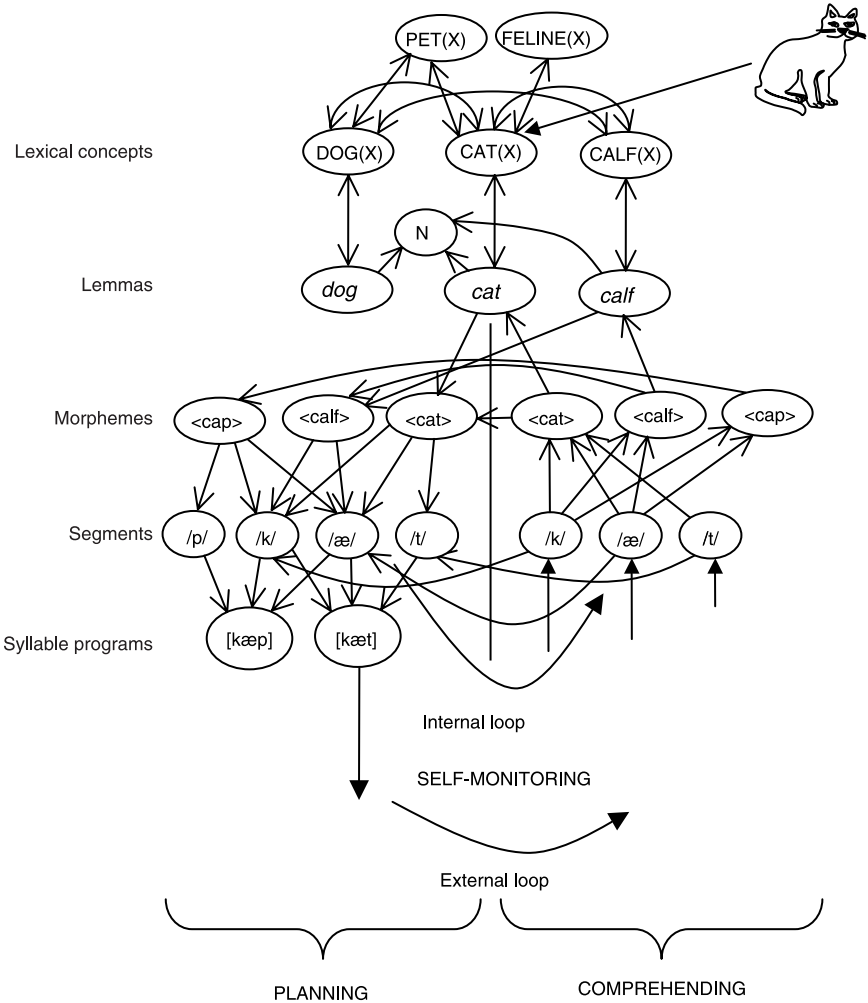 PET(X) FELINE(X)
Lexical concepts DOG(X) CAT(X) CALF(X)
N
Lemmas dog cat calf
Morphemes <cap> <calf> <cat> <cat> <calf> <cap>
Segments /p/ /k/ /æ/ /t/ /k/ /æ/ /t/
Syllable programs [kæp] [kæt]
Internal loop
SELF-MONITORING
External loop
PLANNING COMPREHENDING